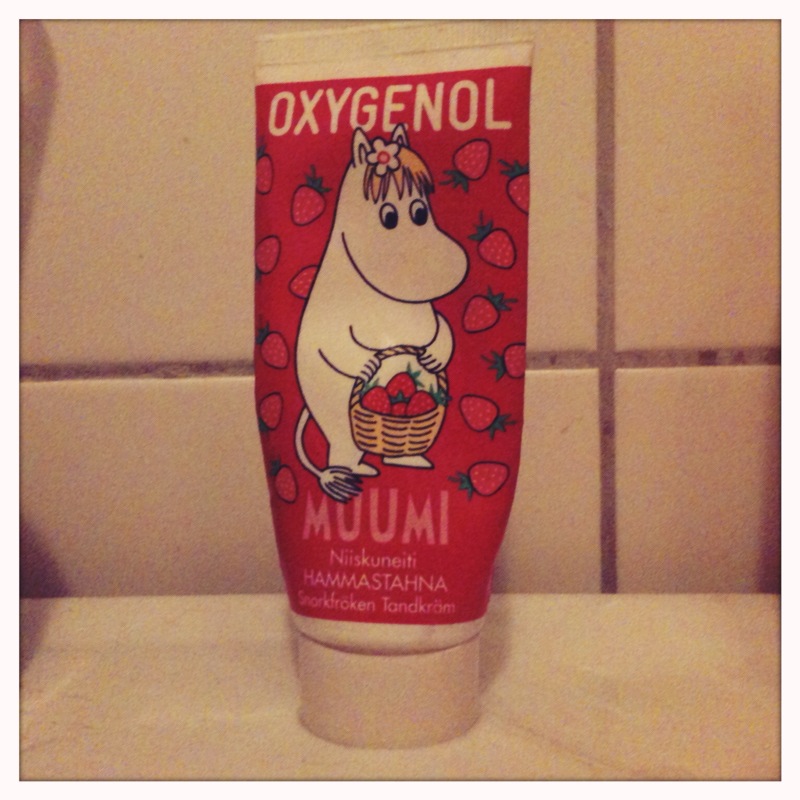 OXYGENOL
MUUMI
Niiskuneiti
HAMMASTAHNA
Snorkfröken Tandkräm